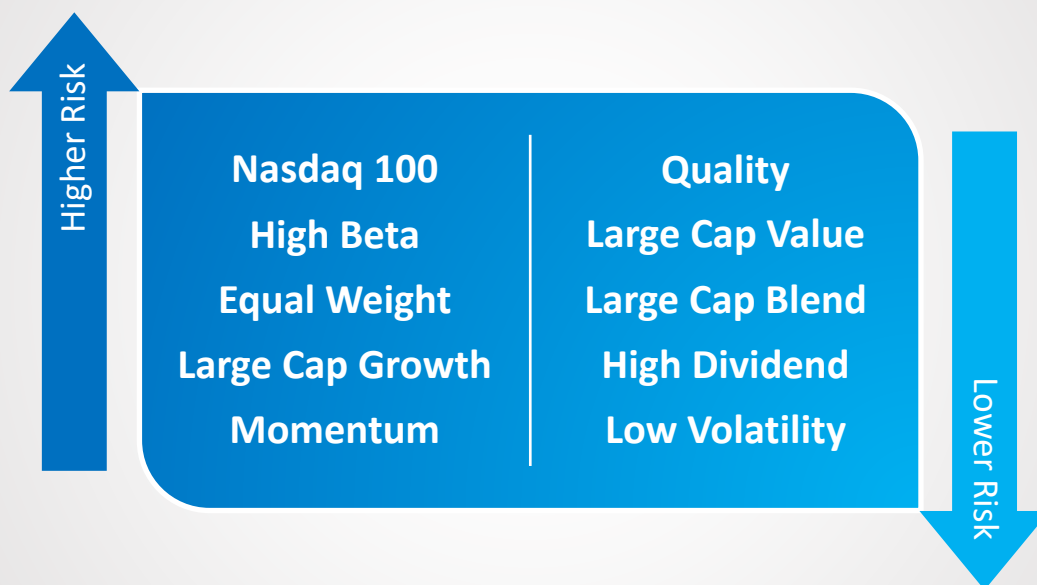 Higher Risk
Nasdaq 100
High Beta
Equal Weight
Large Cap Growth
Momentum
Quality
Large Cap Value
Large Cap Blend
High Dividend
Low Volatility
Lower Risk